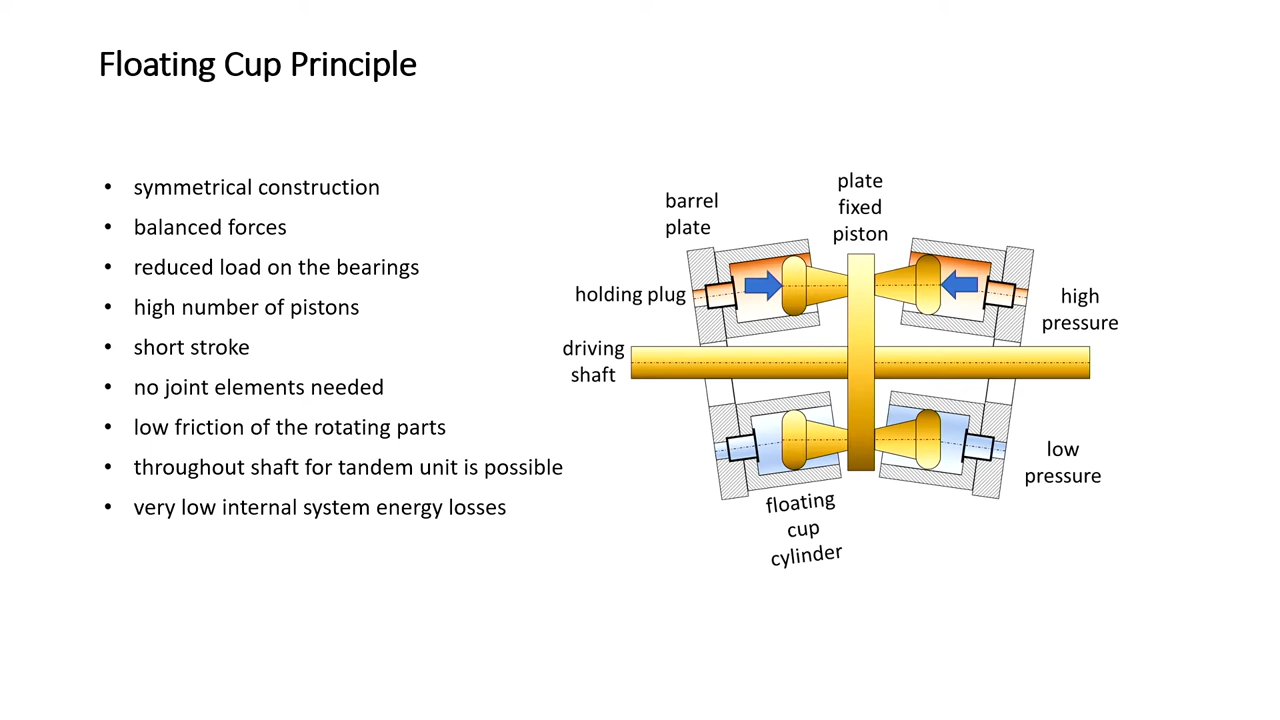 Floating Cup Principle
• symmetrical construction
• balanced forces
• reduced load on the bearings
• high number of pistons
• short stroke
• no joint elements needed
• low friction of the rotating parts
• throughout shaft for tandem unit is possible
• very low internal system energy losses
barrel
plate
plate
fixed
piston
holding plug
high
pressure
driving
shaft
low
pressure
floating
cup
cylinder